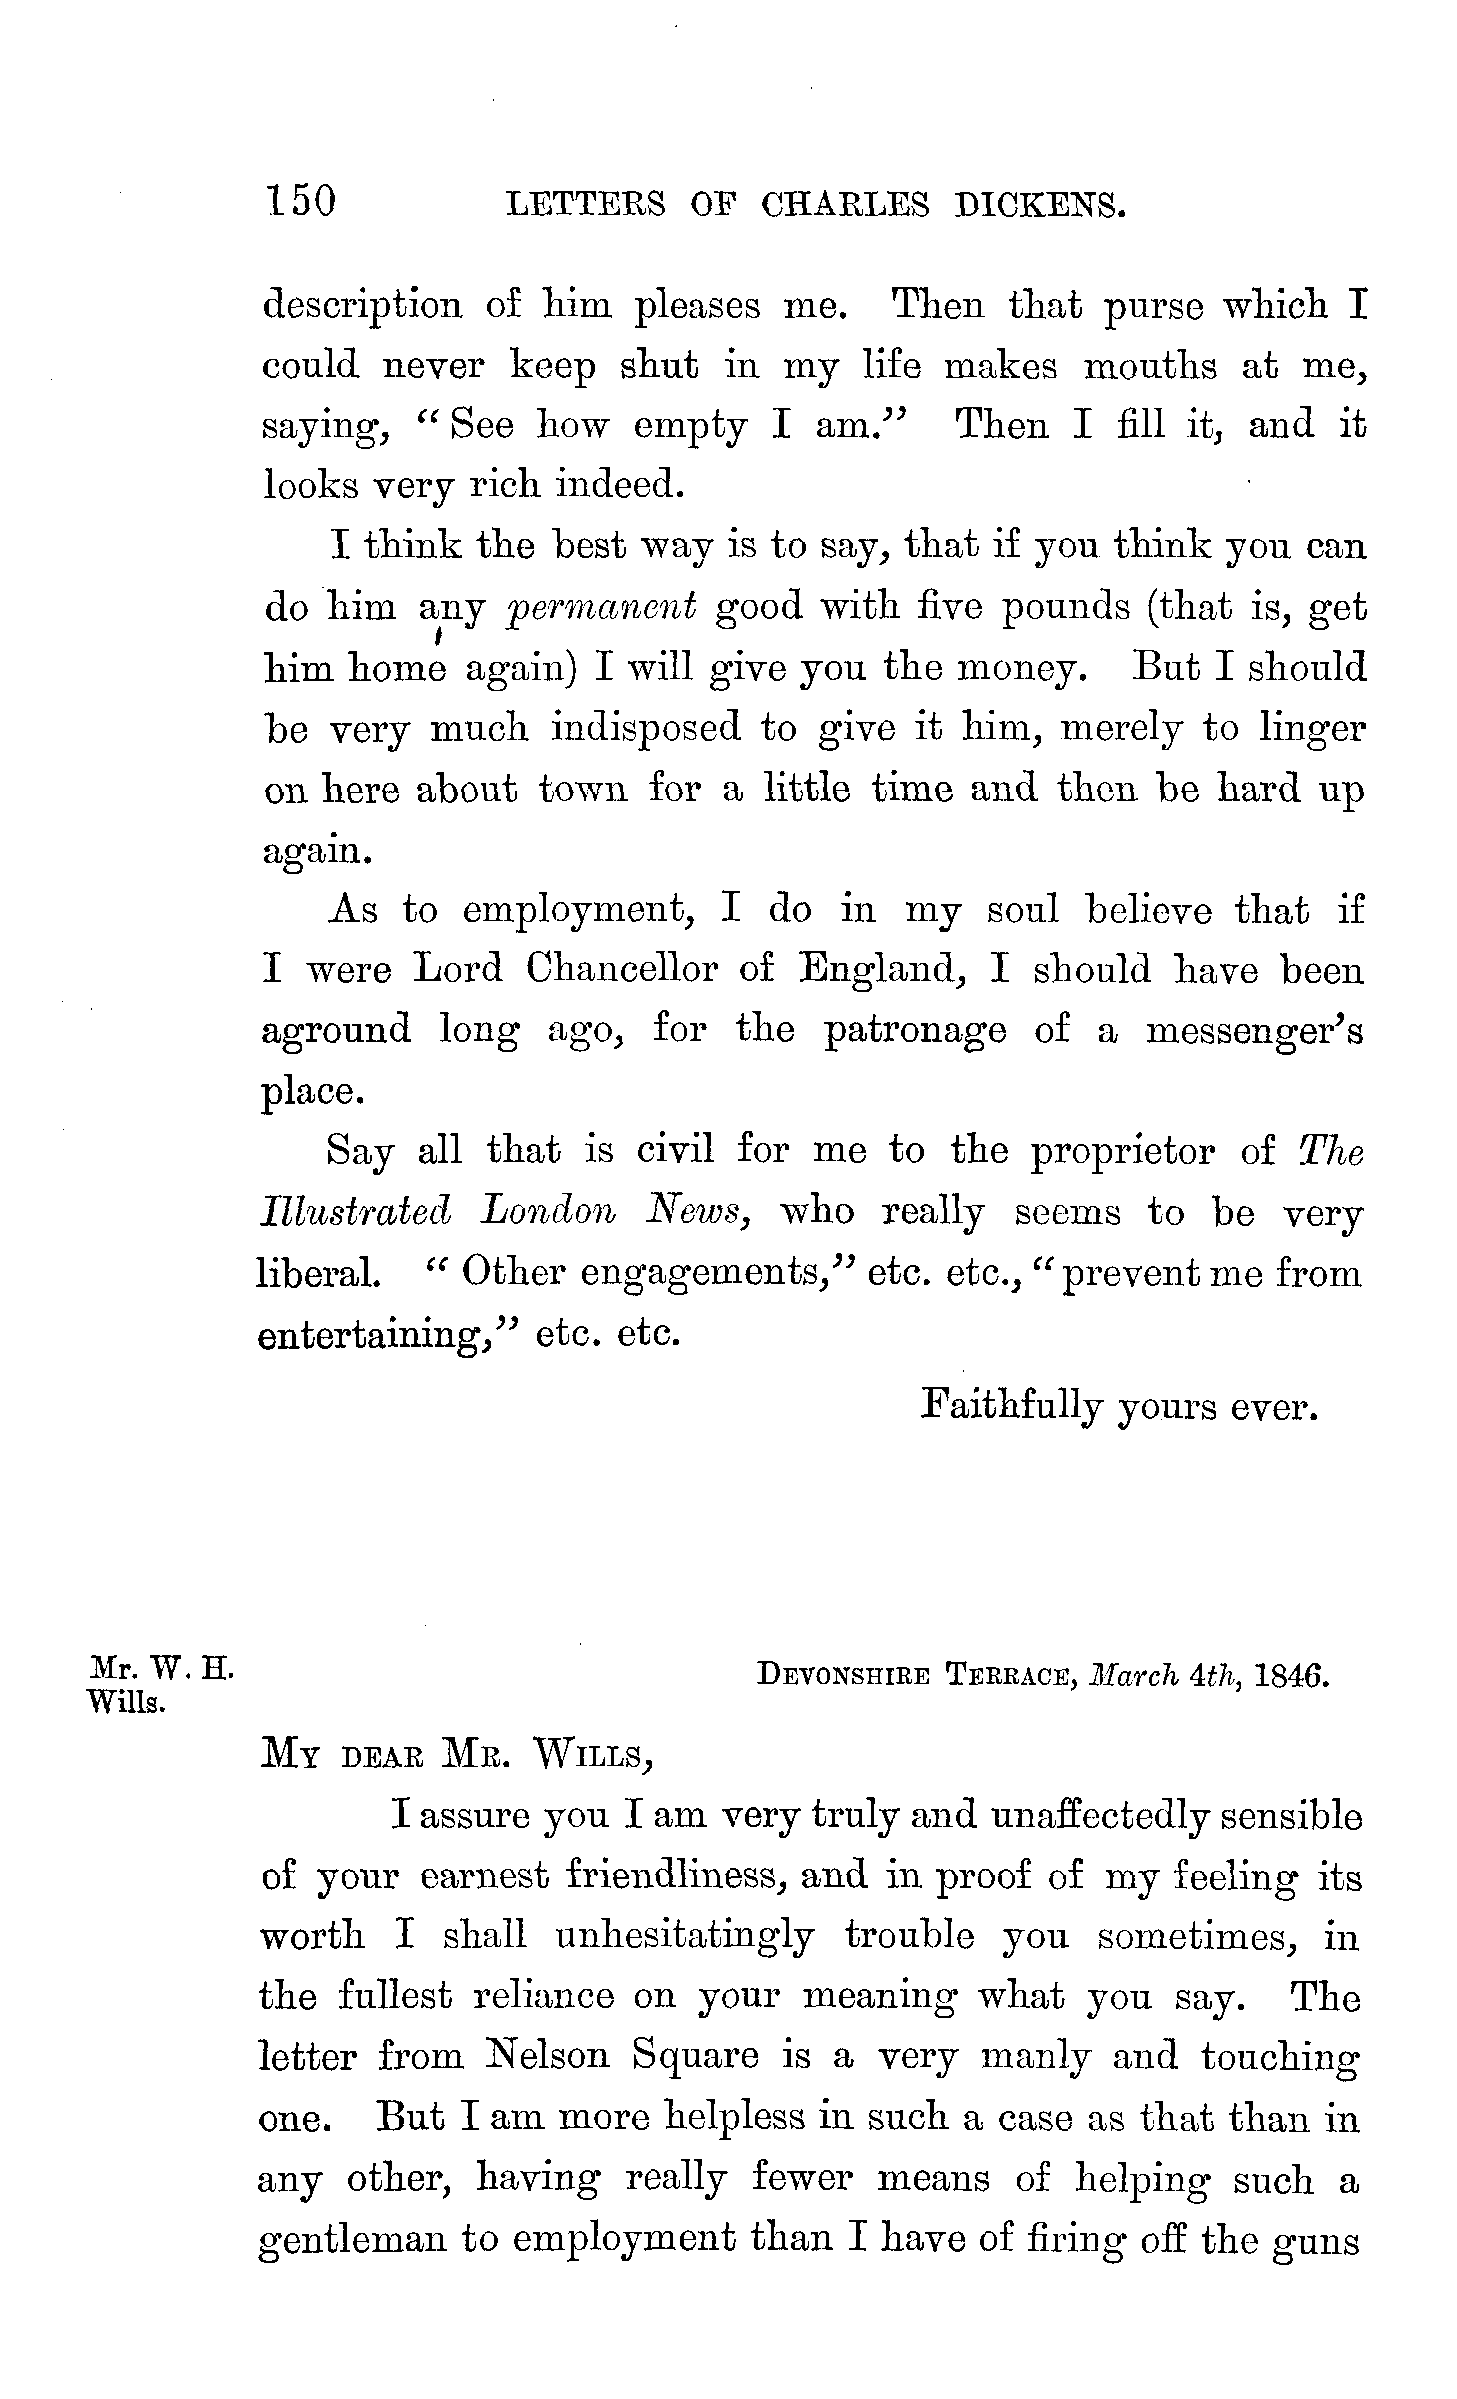 150 LETTERS OF CHARLES DICKENS.
description of him pleases me. Then that purse which I
could never keep shut in my life makes mouths at me,
saying, “See how empty I am.” Then I fill it, and it
looks very rich indeed.
I think the best way is to say, that if you think you can
do him any permanent good with five pounds (that is, get
him home again) I will give you the money. But I should
be very much indisposed to give it him, merely to linger
on here about town for a little time and then be hard up
again.
As to employment, I do in my soul believe that if
I were Lord Chancellor of England, I should have been
aground long ago, for the patronage of a messenger’s
place.
Say all that is civil for me to the proprietor of The
Illustrated London News, who really seems to be very
liberal. “Other engagements,” etc. etc., “prevent me from
entertaining,” etc. etc.
Faithfully yours ever.
Mr. W. H.
Wills.
DEVONSHIRE TERRACE, March 4th, 1846.
MY DEAR MR. WILLS,
I assure you I am very truly and unaffectedly sensible
of your earnest friendliness, and in proof of my feeling its
worth I shall unhesitatingly trouble you sometimes, in
the fullest reliance on your meaning what you say. The
letter from Nelson Square is a very manly and touching
one. But I am more helpless in such a case as that than in
any other, having really fewer means of helping such a
gentleman to employment than I have of firing off the guns